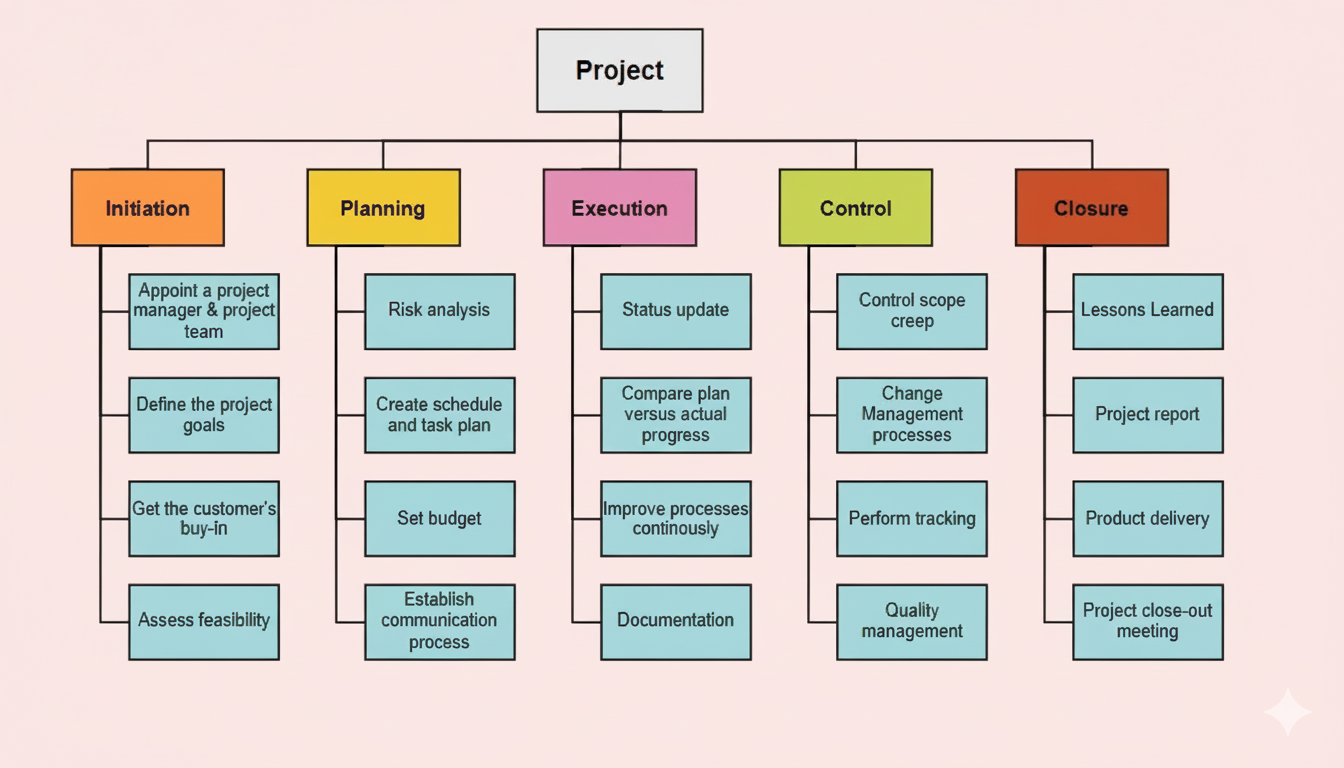 Project
Initiation
Planning
Execution
Control
Closure
Appoint a project
manager & project
team
Define the project
goals
Get the customer's
buy-in
Assess feasibility
Risk analysis
Create schedule
and task plan
Set budget
Establish
communication
process
Status update
Compare plan
versus actual
progress
Improve processes
continously
Documentation
Control scope
creep
Change
Management
processes
Perform tracking
Quality
management
Lessons Learned
Project report
Product delivery
Project close-out
meeting